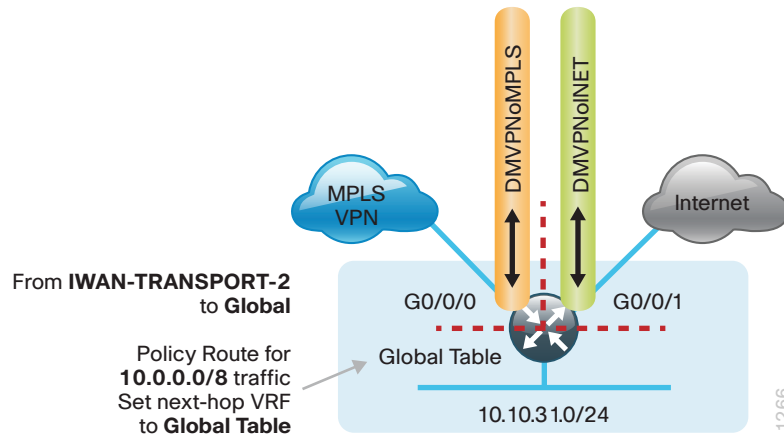 DMVPNoMPLS
DMVPNoINET
MPLS
VPN
Internet
From IWAN-TRANSPORT-2
to Global
G0/0/0
G0/0/1
Policy Route for
10.0.0.0/8 traffic
Set next-hop VRF
to Global Table
Global Table
10.10.31.0/24
1266